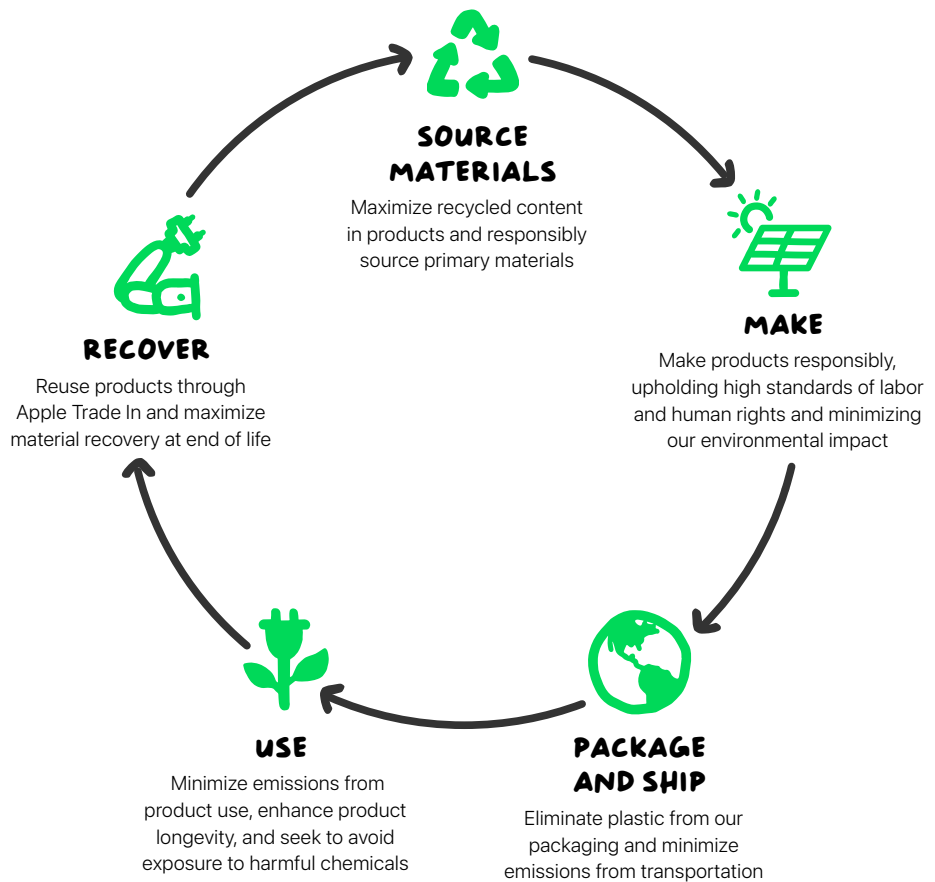 SOURCE
MATERIALS
Maximize recycled content
in products and responsibly
source primary materials
MAKE
Make products responsibly,
upholding high standards of labor
and human rights and minimizing
our environmental impact
PACKAGE
AND SHIP
Eliminate plastic from our
packaging and minimize
emissions from transportation
USE
Minimize emissions from
product use, enhance product
longevity, and seek to avoid
exposure to harmful chemicals
RECOVER
Reuse products through
Apple Trade In and maximize
material recovery at end of life